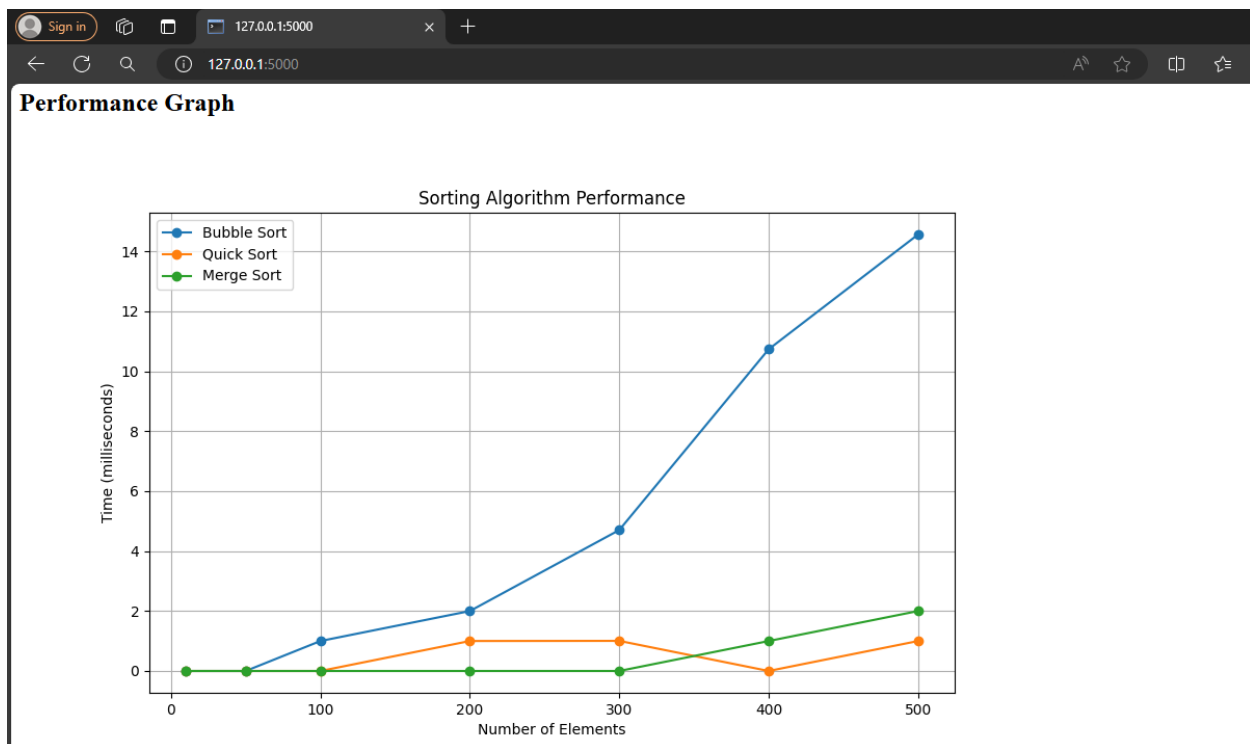 Sign in
127.0.0.1:5000
127.0.0.1:5000
Performance Graph
Sorting Algorithm Performance
Bubble Sort
Quick Sort
Merge Sort
Time (milliseconds)
14
12
10
8
6
4
2
0
0 100 200 300 400 500
Number of Elements